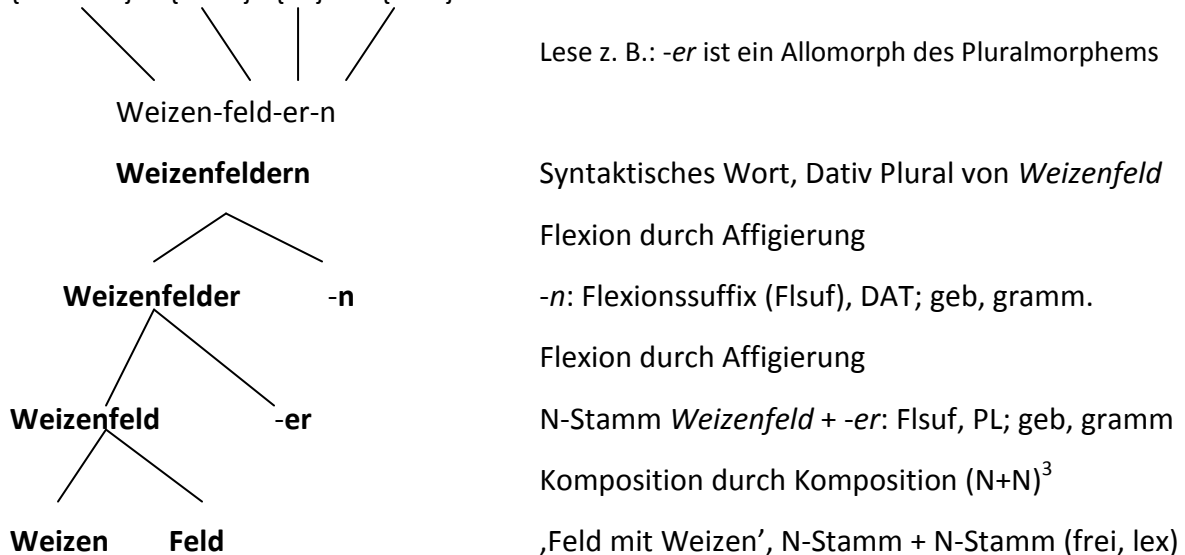 Lese z. B.: -er ist ein Allomorph des Pluralmorphems
Weizen-feld-er-n
Weizenfeldern Syntaktisches Wort, Dativ Plural von Weizenfeld
Flexion durch Affigierung
Weizenfelder -n -n: Flexionssuffix (Flsuf), DAT; geb, gramm.
Flexion durch Affigierung
Weizenfeld -er N-Stamm Weizenfeld + -er: Flsuf, PL; geb, gramm
Komposition durch Komposition (N+N)³
Weizen Feld ‚Feld mit Weizen’, N-Stamm + N-Stamm (frei, lex)